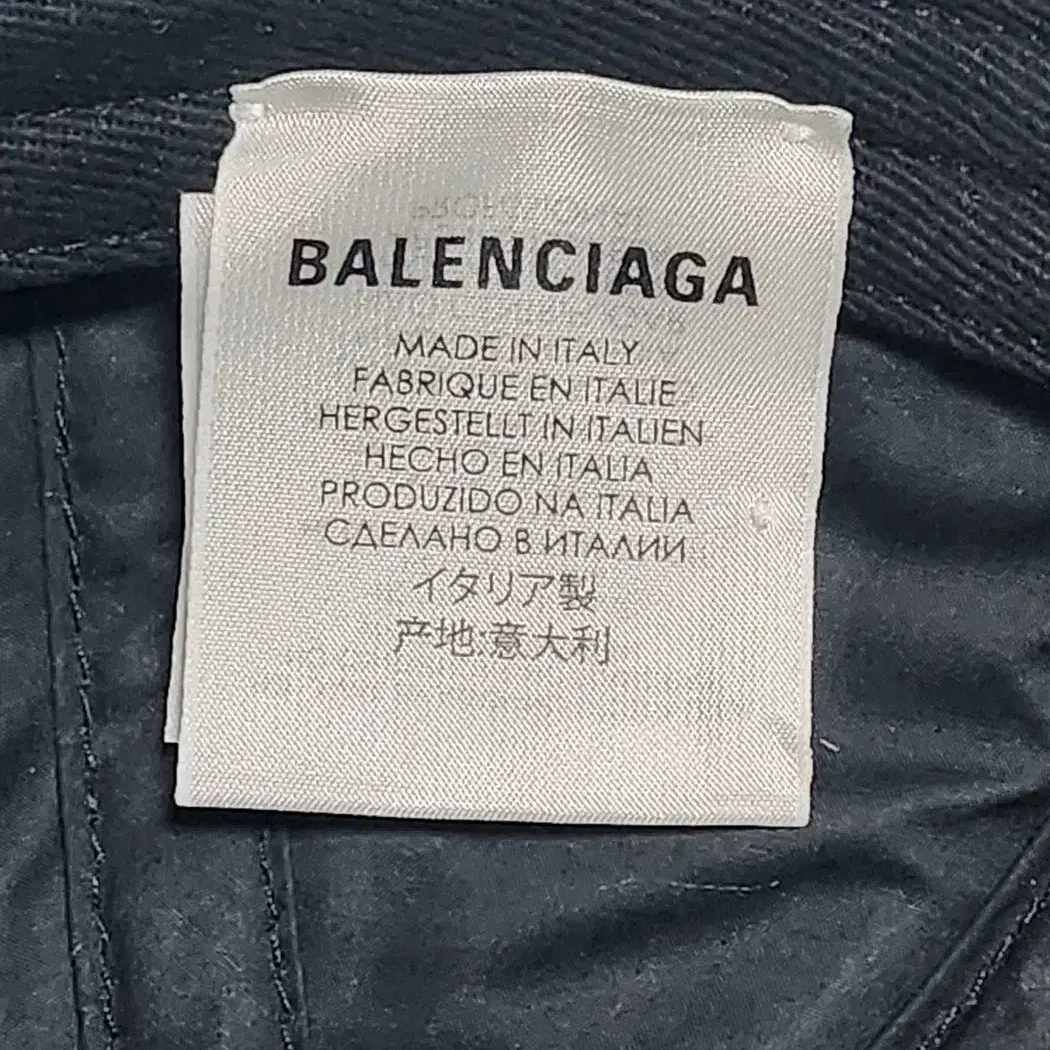 BALENCIAGA
MADE IN ITALY
FABRIQUE EN ITALIE
HERGESTELLT IN ITALIEN
HECHO EN ITALIA
PRODUZIDO NA ITALIA
СДЕЛАНО В ИТАЛИИ
イタリア製
产地:意大利